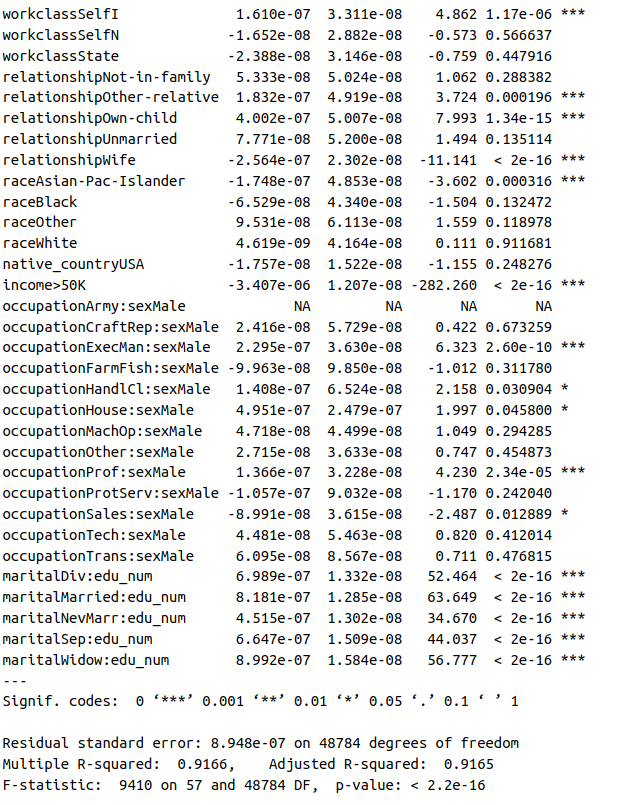 workclassSelfI 1.610e-07 3.311e-08 4.862 1.17e-06 ***
workclassSelfN -1.652e-08 2.882e-08 -0.573 0.566637
workclassState -2.388e-08 3.146e-08 -0.759 0.447916
relationshipNot-in-family 5.333e-08 5.024e-08 1.062 0.288382
relationshipOther-relative 1.832e-07 4.919e-08 3.724 0.000196 ***
relationshipOwn-child 4.002e-07 5.007e-08 7.993 1.34e-15 ***
relationshipUnmarried 7.771e-08 5.200e-08 1.494 0.135114
relationshipWife -2.564e-07 2.302e-08 -11.141 < 2e-16 ***
raceAsian-Pac-Islander -1.748e-07 4.853e-08 -3.602 0.000316 ***
raceBlack -6.529e-08 4.340e-08 -1.504 0.132472
raceOther 9.531e-08 6.113e-08 1.559 0.118978
raceWhite 4.619e-09 4.164e-08 0.111 0.911681
native_countryUSA -1.757e-08 1.522e-08 -1.155 0.248276
income>50K -3.407e-06 1.207e-08 -282.260 < 2e-16 ***
occupationArmy:sexMale NA NA NA NA
occupationCraftRep:sexMale 2.416e-08 5.729e-08 0.422 0.673259
occupationExecMan:sexMale 2.295e-07 3.630e-08 6.323 2.60e-10 ***
occupationFarmFish:sexMale -9.963e-08 9.850e-08 -1.012 0.311780
occupationHandlCl:sexMale 1.408e-07 6.524e-08 2.158 0.030904 *
occupationHouse:sexMale 4.951e-07 2.479e-07 1.997 0.045800 *
occupationMachOp:sexMale 4.718e-08 4.499e-08 1.049 0.294285
occupationOther:sexMale 2.715e-08 3.633e-08 0.747 0.454873
occupationProf:sexMale 1.366e-07 3.228e-08 4.230 2.34e-05 ***
occupationProtServ:sexMale -1.057e-07 9.032e-08 -1.170 0.242040
occupationSales:sexMale -8.991e-08 3.615e-08 -2.487 0.012889 *
occupationTech:sexMale 4.481e-08 5.463e-08 0.820 0.412014
occupationTrans:sexMale 6.095e-08 8.567e-08 0.711 0.476815
maritalDiv:edu_num 6.989e-07 1.332e-08 52.464 < 2e-16 ***
maritalMarried:edu_num 8.181e-07 1.285e-08 63.649 < 2e-16 ***
maritalNevMarr:edu_num 4.515e-07 1.302e-08 34.670 < 2e-16 ***
maritalSep:edu_num 6.647e-07 1.509e-08 44.037 < 2e-16 ***
maritalWidow:edu_num 8.992e-07 1.584e-08 56.777 < 2e-16 ***
---
Signif. codes: 0 ‘***’ 0.001 ‘**’ 0.01 ‘*’ 0.05 ‘.’ 0.1 ‘ ’ 1
Residual standard error: 8.948e-07 on 48784 degrees of freedom
Multiple R-squared: 0.9166, Adjusted R-squared: 0.9165
F-statistic: 9410 on 57 and 48784 DF, p-value: < 2.2e-16